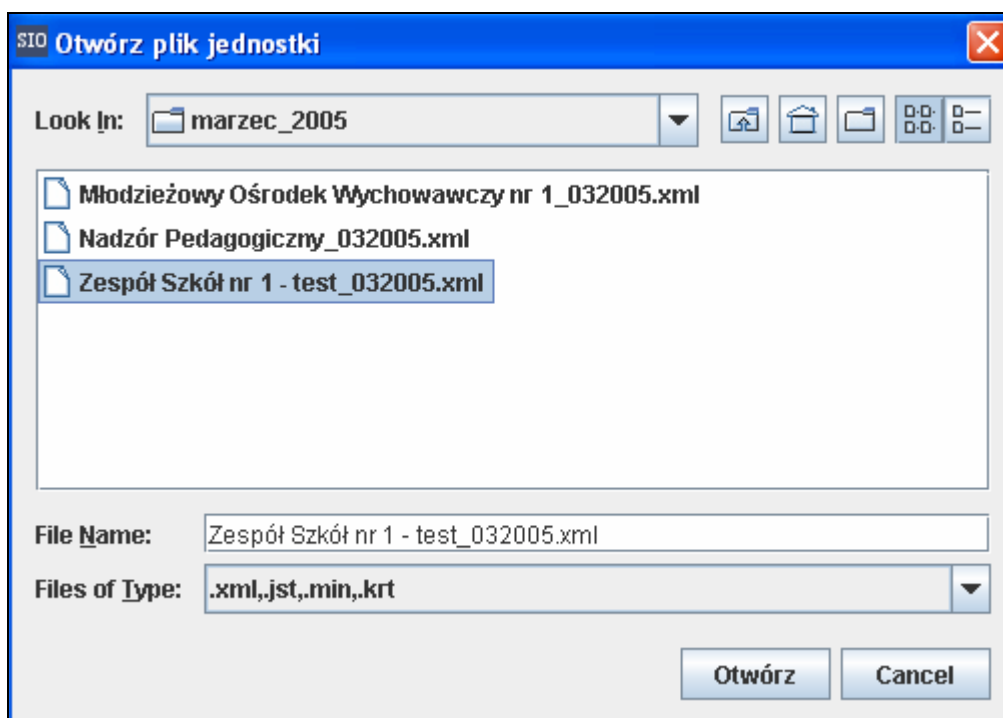 SIO Otwórz plik jednostki
Look In: marzec_2005
Młodzieżowy Ośrodek Wychowawczy nr 1_032005.xml
Nadzór Pedagogiczny_032005.xml
Zespół Szkół nr 1 - test_032005.xml
File Name: Zespół Szkół nr 1 - test_032005.xml
Files of Type: .xml,.jst,.min,.krt
Otwórz Cancel